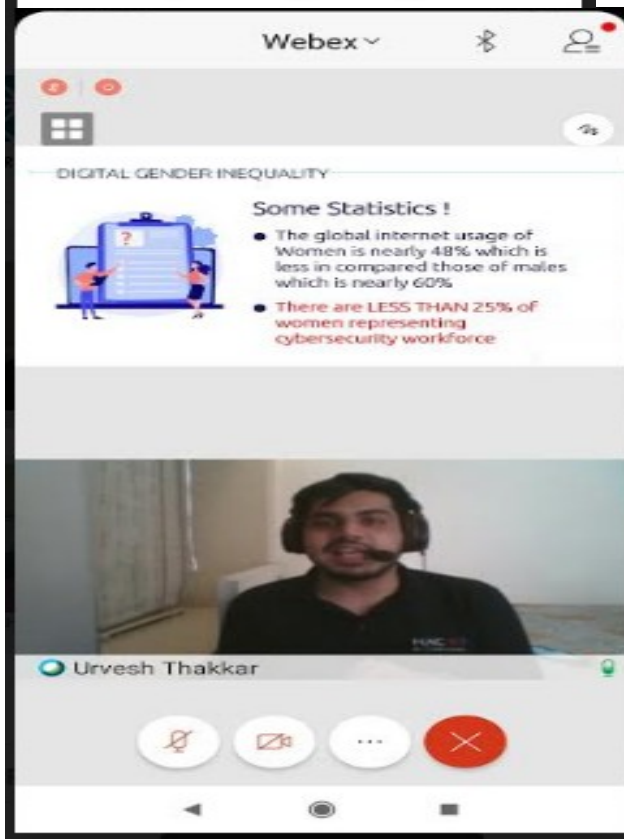 Webex
DIGITAL GENDER INEQUALITY
?
Some Statistics !
The global internet usage of
Women is nearly 48% which is
less in compared those of males
which is nearly 60%
There are LESS THAN 25% of
women representing
cybersecurity workforce
Urvesh Thakkar